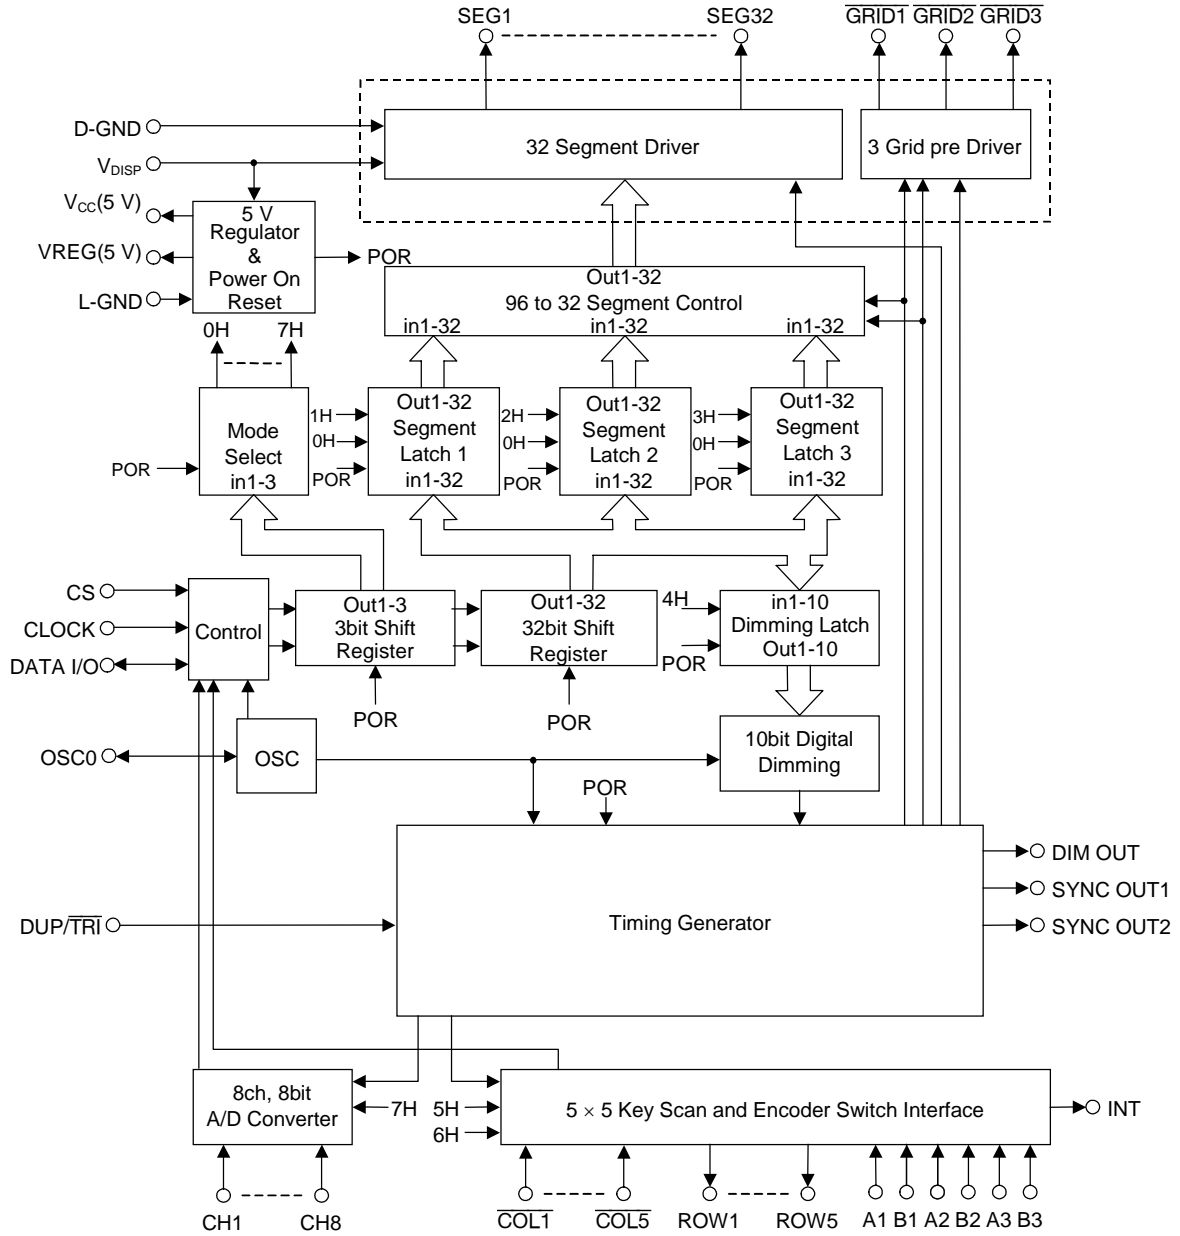 SEG1 SEG32 GRID1 GRID2 GRID3
D-GND
32 Segment Driver
3 Grid pre Driver
VDISP
VCC(5 V)
VREG(5 V)
L-GND
5 V
Regulator
&
Power On
Reset
POR
Out1-32
96 to 32 Segment Control
in1-32 in1-32 in1-32
0H 7H
Mode
Select
in1-3
POR
1H
0H
POR
Out1-32
Segment
Latch 1
in1-32
2H
0H
POR
Out1-32
Segment
Latch 2
in1-32
3H
0H
POR
Out1-32
Segment
Latch 3
in1-32
CS
CLOCK
DATA I/O
Control
Out1-3
3bit Shift
Register
POR
Out1-32
32bit Shift
Register
POR
4H
POR
in1-10
Dimming Latch
Out1-10
OSC0
OSC
10bit Digital
Dimming
POR
Timing Generator
DUP/TRI
DIM OUT
SYNC OUT1
SYNC OUT2
8ch, 8bit
A/D Converter
7H
5H
6H
5 × 5 Key Scan and Encoder Switch Interface
INT
CH1 CH8 COL1 COL5 ROW1 ROW5 A1 B1 A2 B2 A3 B3